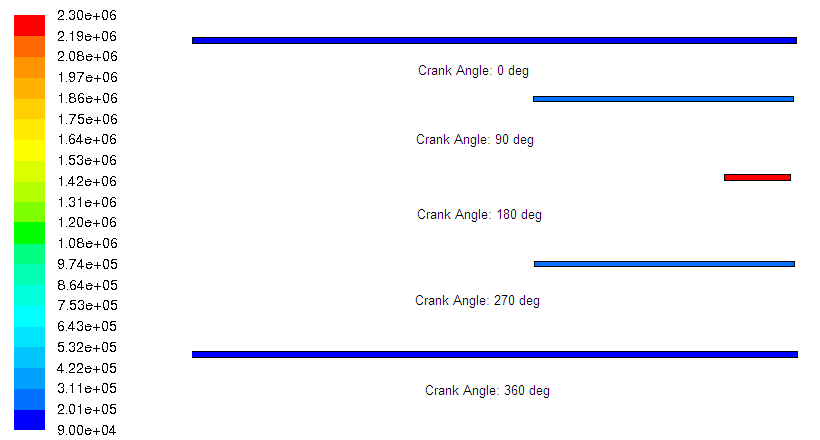 2.30e+06
2.19e+06
2.08e+06
1.97e+06
1.86e+06
1.75e+06
1.64e+06
1.53e+06
1.42e+06
1.31e+06
1.20e+06
1.08e+06
9.74e+05
8.64e+05
7.53e+05
6.43e+05
5.32e+05
4.22e+05
3.11e+05
2.01e+05
9.00e+04
Crank Angle: 0 deg
Crank Angle: 90 deg
Crank Angle: 180 deg
Crank Angle: 270 deg
Crank Angle: 360 deg